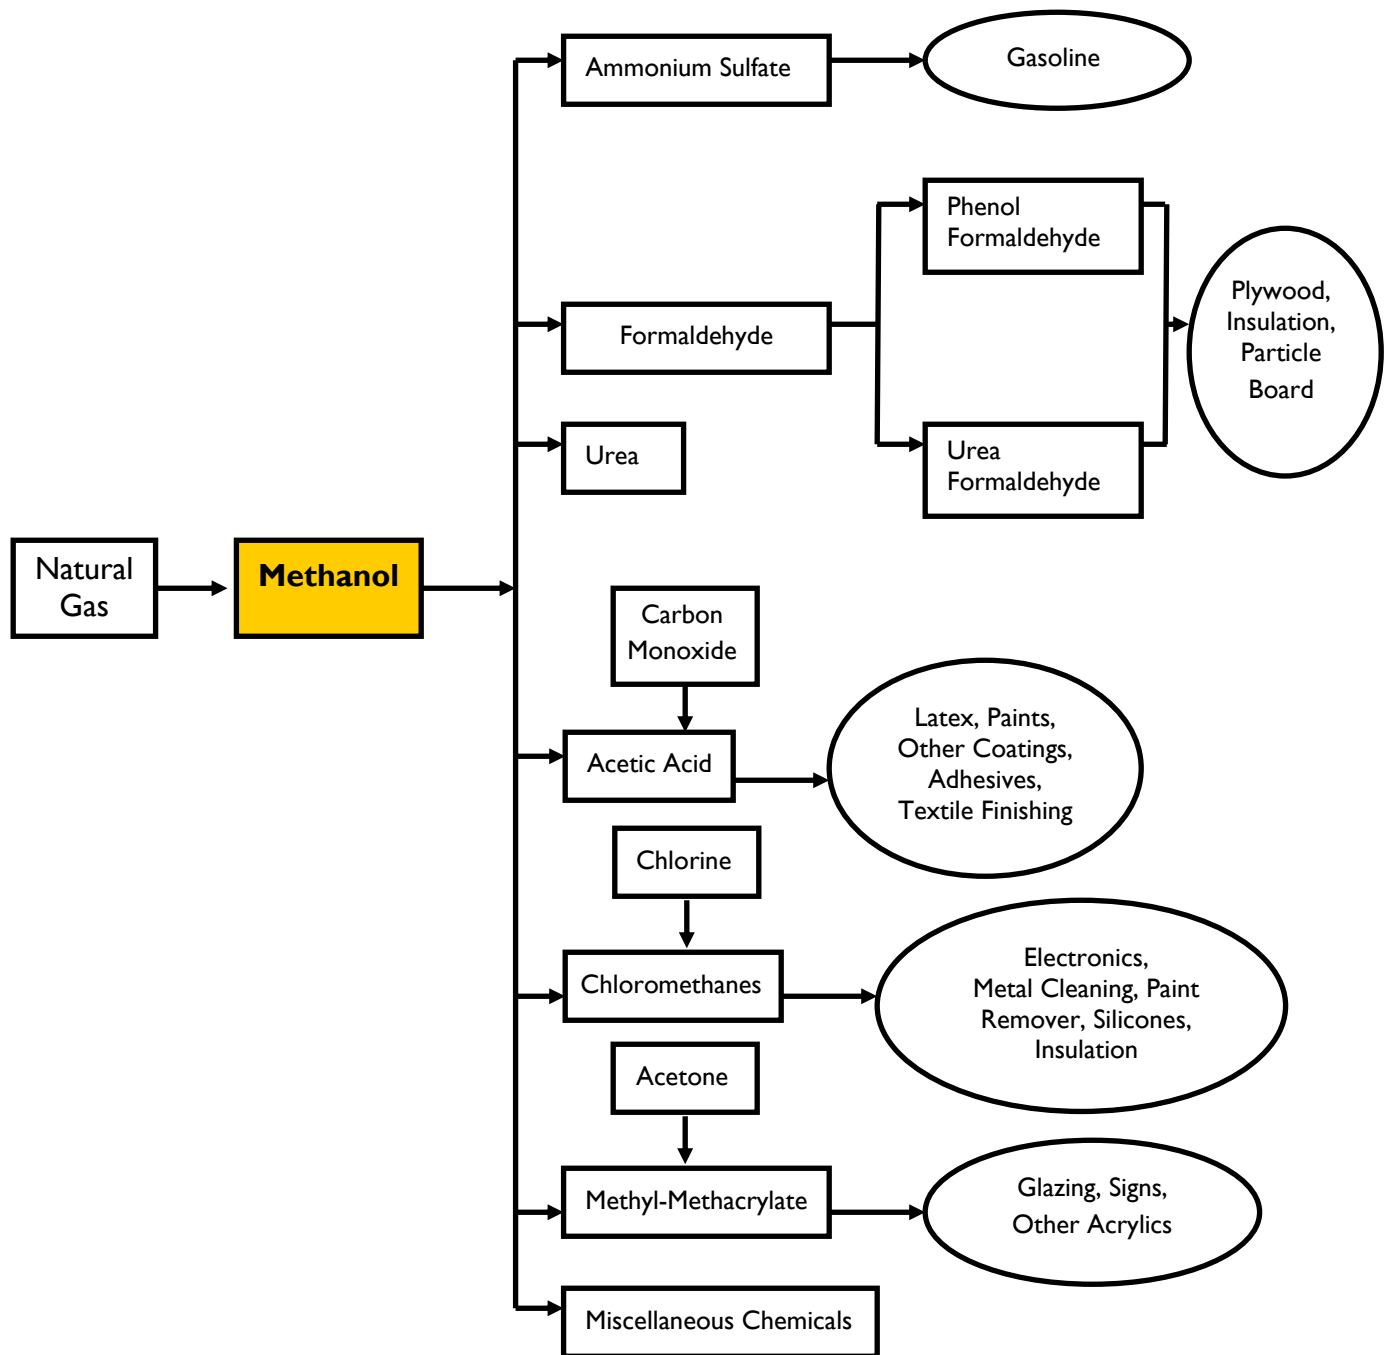 Ammonium Sulfate
Gasoline
Phenol
Formaldehyde
Plywood,
Insulation,
Particle
Board
Formaldehyde
Urea
Urea
Formaldehyde
Natural
Gas
Methanol
Carbon
Monoxide
Acetic Acid
Latex, Paints,
Other Coatings,
Adhesives,
Textile Finishing
Chlorine
Chloromethanes
Electronics,
Metal Cleaning, Paint
Remover, Silicones,
Insulation
Acetone
Methyl-Methacrylate
Glazing, Signs,
Other Acrylics
Miscellaneous Chemicals